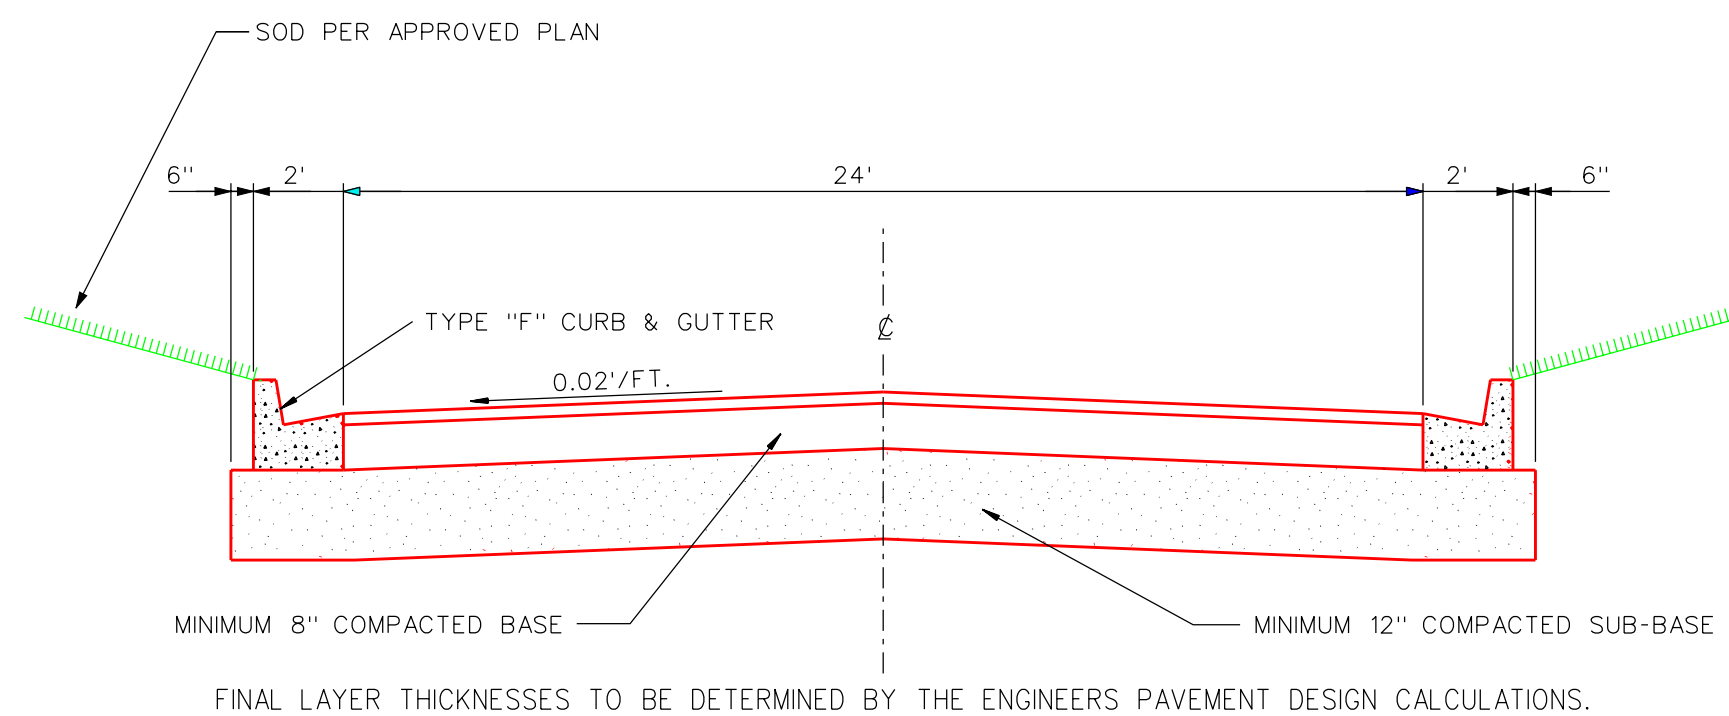 SOD PER APPROVED PLAN
6" 2' 24' 2' 6"
TYPE "F" CURB & GUTTER
℄
0.02'/FT.
MINIMUM 8" COMPACTED BASE
MINIMUM 12" COMPACTED SUB-BASE
FINAL LAYER THICKNESSES TO BE DETERMINED BY THE ENGINEERS PAVEMENT DESIGN CALCULATIONS.